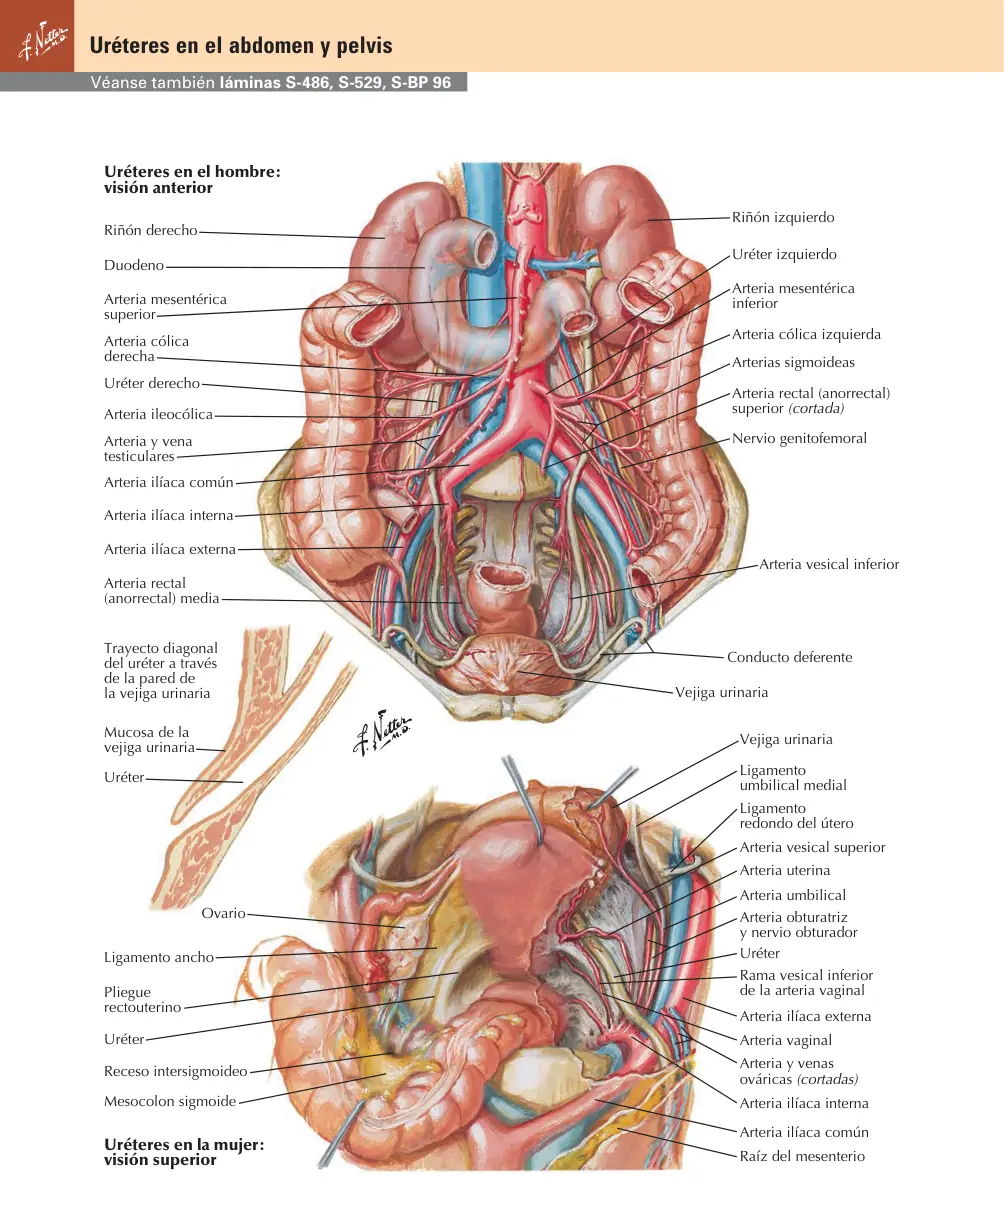 F. Netter M.D.
Uréteres en el abdomen y pelvis
Véanse también láminas S-486, S-529, S-BP 96
Uréteres en el hombre:
visión anterior
Riñón derecho
Duodeno
Arteria mesentérica
superior
Arteria cólica
derecha
Uréter derecho
Arteria ileocólica
Arteria y vena
testiculares
Arteria ilíaca común
Arteria ilíaca interna
Arteria ilíaca externa
Arteria rectal
(anorrectal) media
Riñón izquierdo
Uréter izquierdo
Arteria mesentérica
inferior
Arteria cólica izquierda
Arterias sigmoideas
Arteria rectal (anorrectal)
superior (cortada)
Nervio genitofemoral
Arteria vesical inferior
Conducto deferente
Vejiga urinaria
Trayecto diagonal
del uréter a través
de la pared de
la vejiga urinaria
Mucosa de la
vejiga urinaria
Uréter
F. Netter M.D.
Ovario
Ligamento ancho
Pliegue
rectouterino
Uréter
Receso intersigmoideo
Mesocolon sigmoide
Uréteres en la mujer:
visión superior
Vejiga urinaria
Ligamento
umbilical medial
Ligamento
redondo del útero
Arteria vesical superior
Arteria uterina
Arteria umbilical
Arteria obturatriz
y nervio obturador
Uréter
Rama vesical inferior
de la arteria vaginal
Arteria ilíaca externa
Arteria vaginal
Arteria y venas
ováricas (cortadas)
Arteria ilíaca interna
Arteria ilíaca común
Raíz del mesenterio